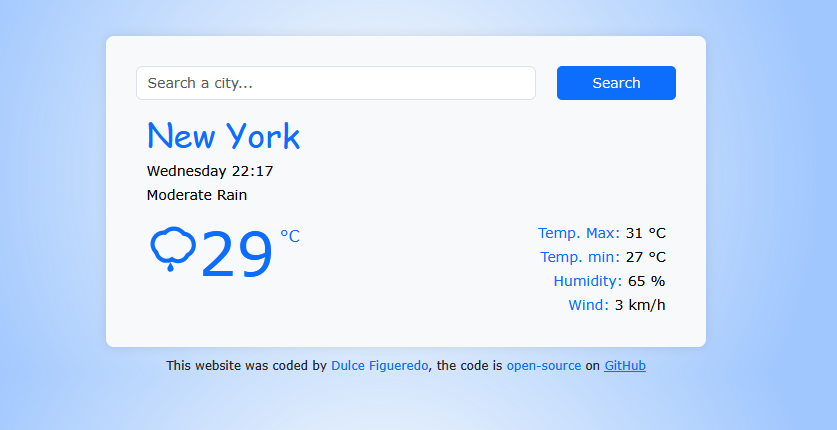 Search a city...
Search
New York
Wednesday 22:17
Moderate Rain
29 °C
Temp. Max: 31 °C
Temp. min: 27 °C
Humidity: 65 %
Wind: 3 km/h
This website was coded by Dulce Figueredo, the code is open-source on GitHub